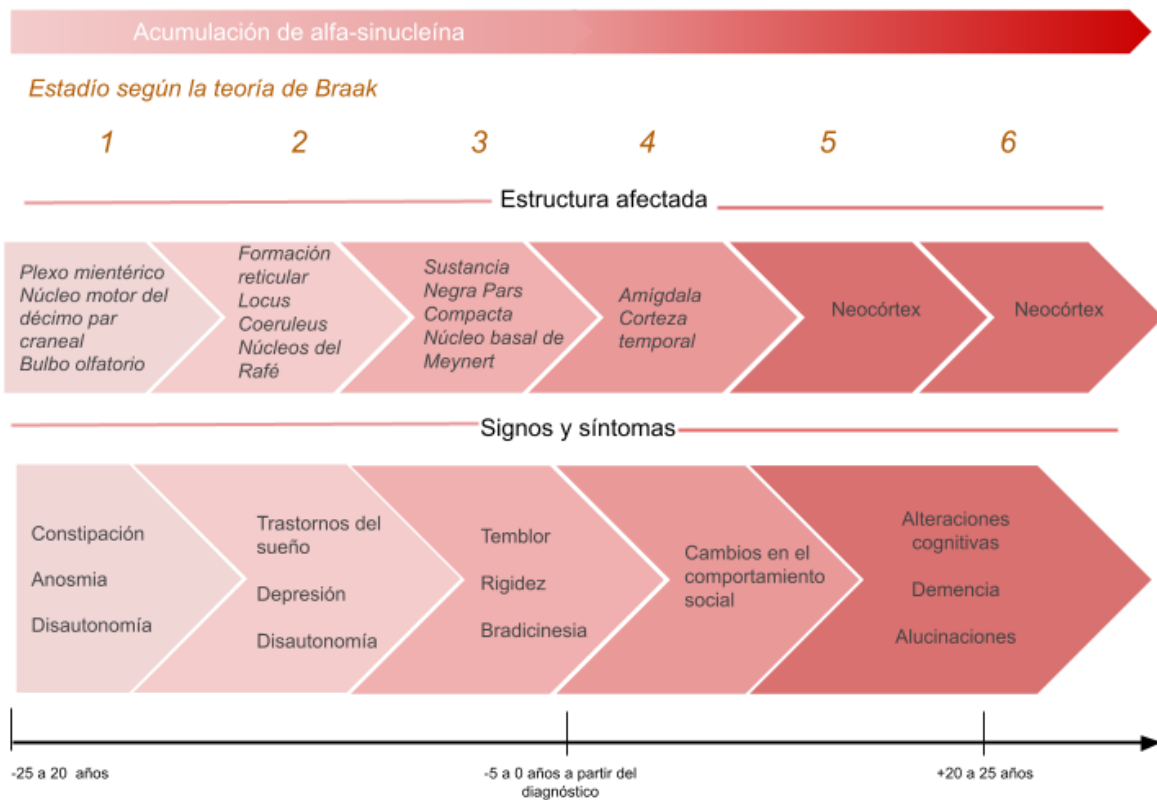 Acumulación de alfa-sinucleína
Estadío según la teoría de Braak
1 2 3 4 5 6
Estructura afectada
Plexo mientérico
Núcleo motor del
décimo par
craneal
Bulbo olfatorio
Formación
reticular
Locus
Coeruleus
Núcleos del
Rafé
Sustancia
Negra Pars
Compacta
Núcleo basal de
Meynert
Amígdala
Corteza
temporal
Neocórtex
Neocórtex
Signos y síntomas
Constipación
Anosmia
Disautonomía
Trastornos del
sueño
Depresión
Disautonomía
Temblor
Rigidez
Bradicinesia
Cambios en el
comportamiento
social
Alteraciones
cognitivas
Demencia
Alucinaciones
-25 a 20 años
-5 a 0 años a partir del
diagnóstico
+20 a 25 años